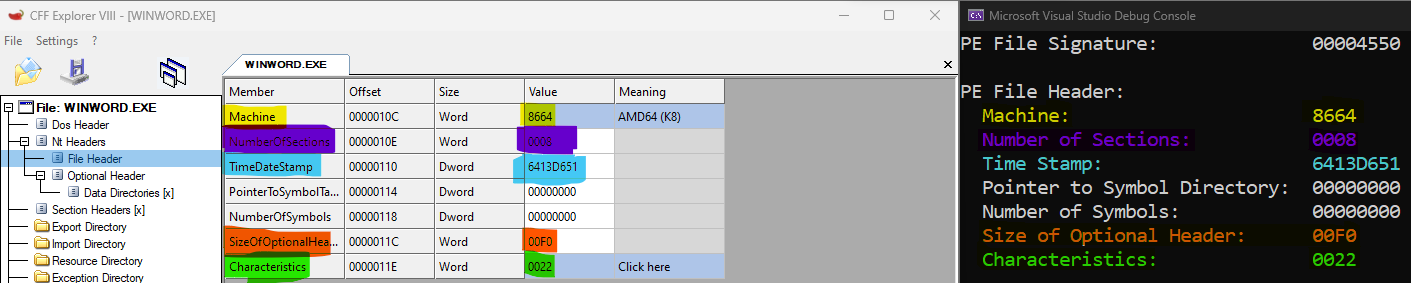 CFF Explorer VIII - [WINWORD.EXE]
File Settings ?
WINWORD.EXE
File: WINWORD.EXE
Dos Header
Nt Headers
File Header
Optional Header
Data Directories [x]
Section Headers [x]
Export Directory
Import Directory
Resource Directory
Exception Directory
Member Offset Size Value Meaning
Machine 0000010C Word 8664 AMD64 (K8)
NumberOfSections 0000010E Word 0008
TimeDateStamp 00000110 Dword 6413D651
PointerToSymbolTa... 00000114 Dword 00000000
NumberOfSymbols 00000118 Dword 00000000
SizeOfOptionalHea... 0000011C Word 00F0
Characteristics 0000011E Word 0022 Click here
Microsoft Visual Studio Debug Console
PE File Signature: 00004550
PE File Header:
Machine: 8664
Number of Sections: 0008
Time Stamp: 6413D651
Pointer to Symbol Directory: 00000000
Number of Symbols: 00000000
Size of Optional Header: 00F0
Characteristics: 0022